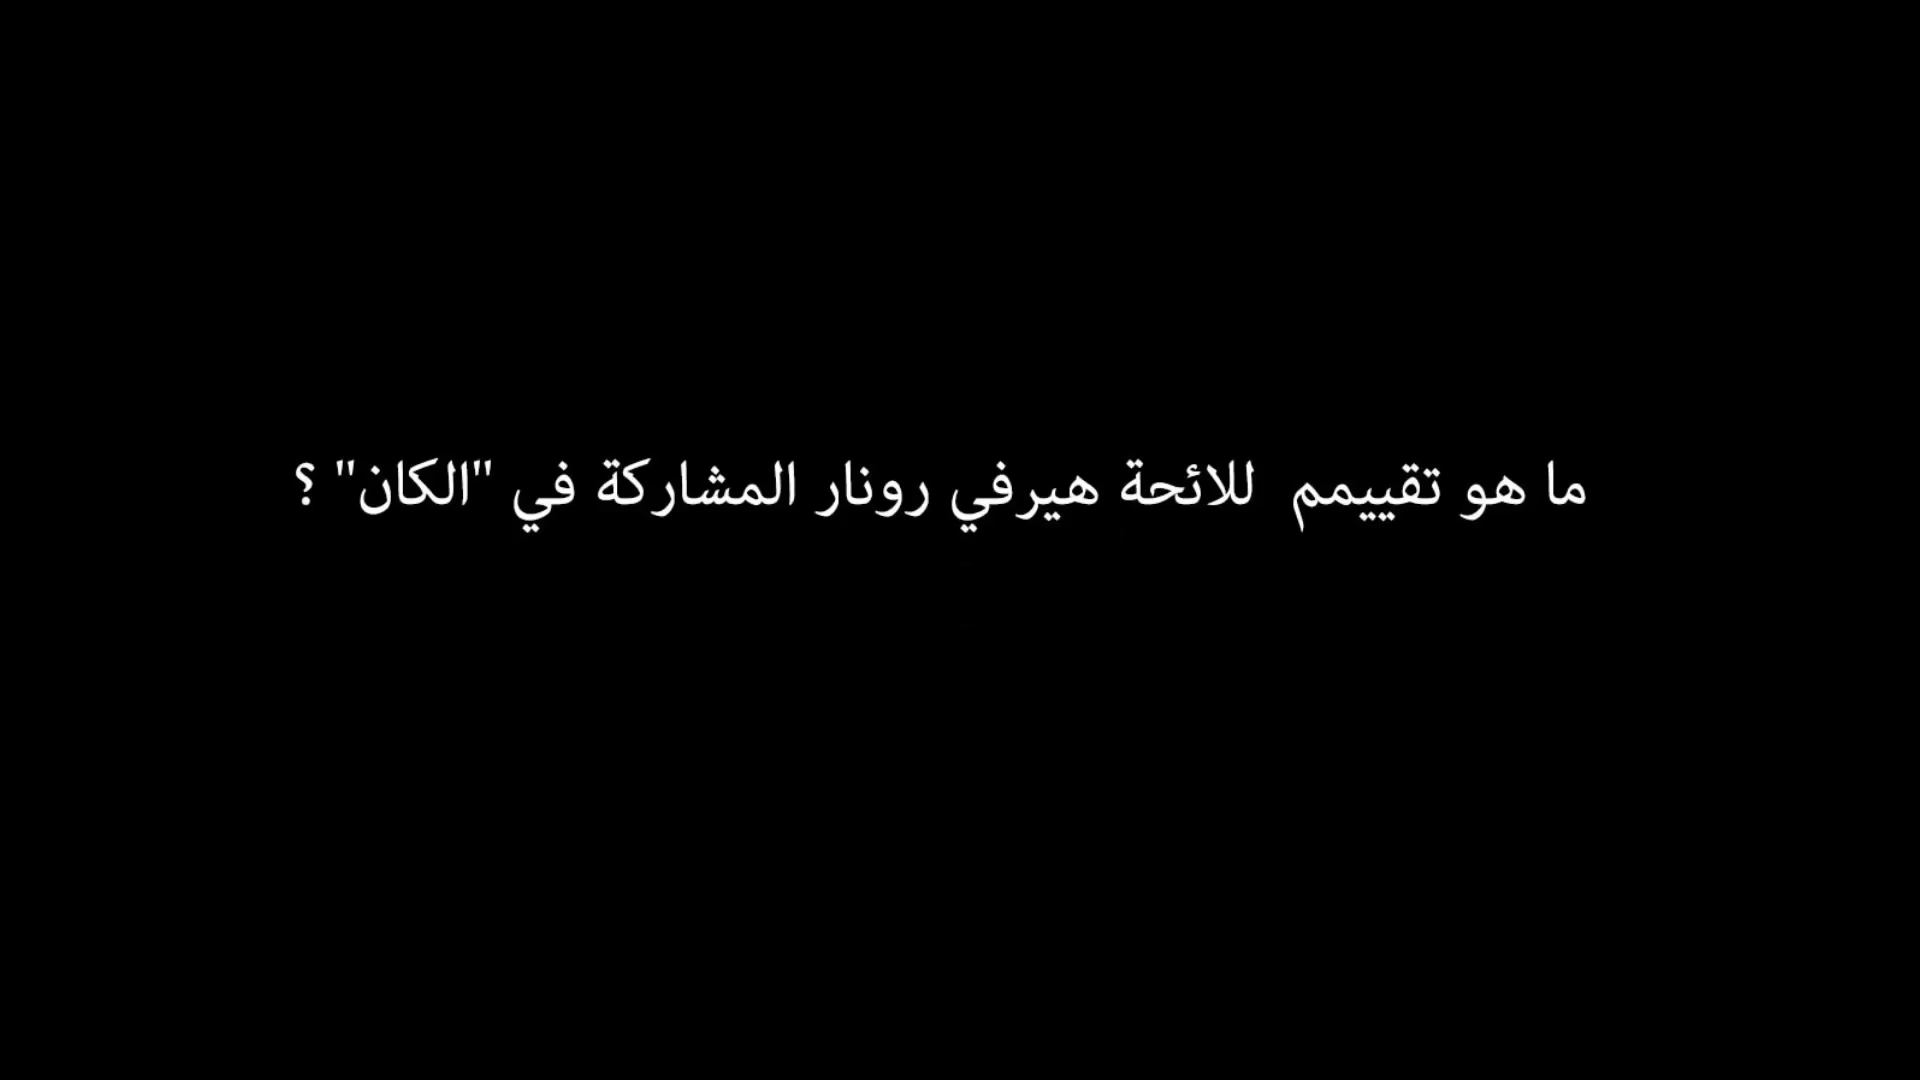 ما هو تقييمم  للائحة هيرفي رونار المشاركة في "الكان" ؟